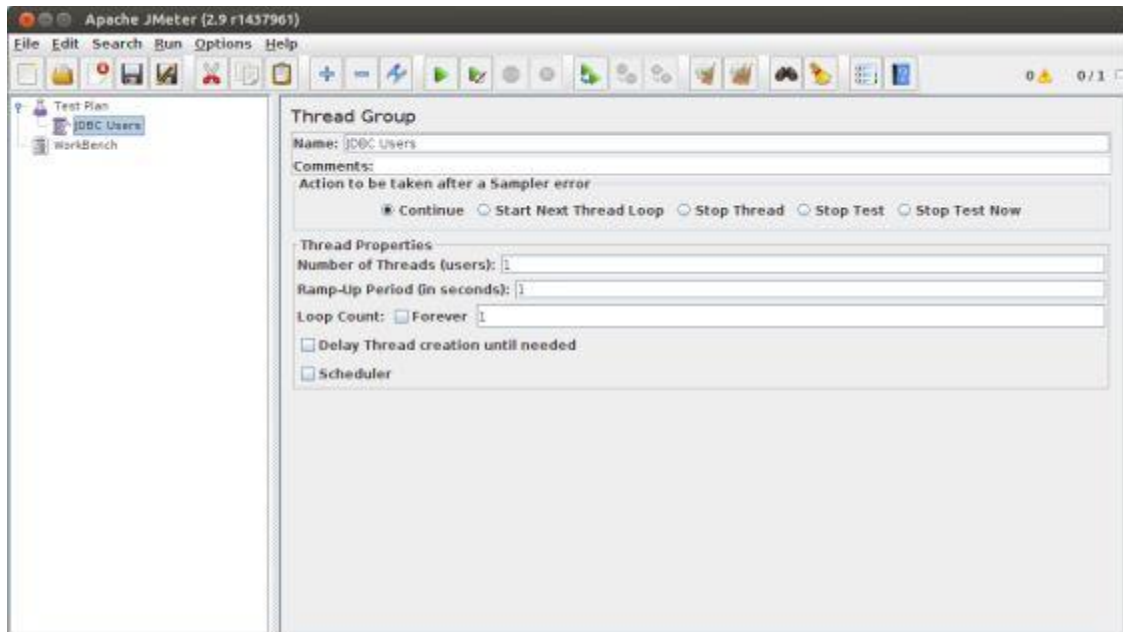 Apache JMeter (2.9 r1437961)
File Edit Search Run Options Help
0 0/1
Test Plan
JDBC Users
WorkBench
Thread Group
Name: JDBC Users
Comments:
Action to be taken after a Sampler error
Continue Start Next Thread Loop Stop Thread Stop Test Stop Test Now
Thread Properties
Number of Threads (users): 1
Ramp-Up Period (in seconds): 1
Loop Count: Forever 1
Delay Thread creation until needed
Scheduler